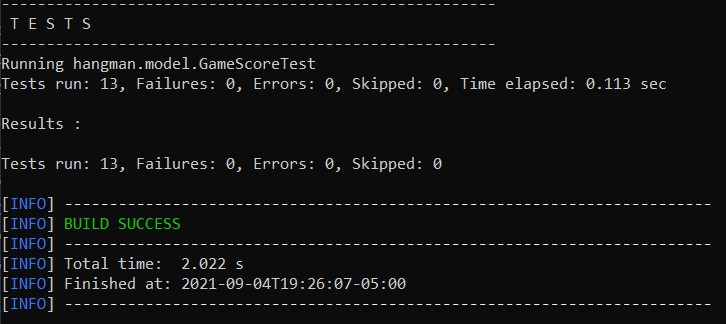 -------------------------------------------------------
 T E S T S
-------------------------------------------------------
Running hangman.model.GameScoreTest
Tests run: 13, Failures: 0, Errors: 0, Skipped: 0, Time elapsed: 0.113 sec

Results :

Tests run: 13, Failures: 0, Errors: 0, Skipped: 0

[INFO] ------------------------------------------------------------------------
[INFO] BUILD SUCCESS
[INFO] ------------------------------------------------------------------------
[INFO] Total time:  2.022 s
[INFO] Finished at: 2021-09-04T19:26:07-05:00
[INFO] ------------------------------------------------------------------------